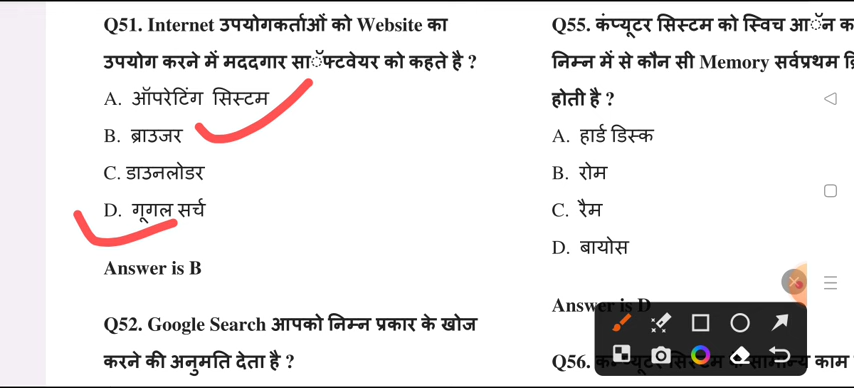 Q51. Internet उपयोगकर्ताओं को Website का
उपयोग करने में मददगार साॅफ्टवेयर को कहते है ?
A. ऑपरेटिंग सिस्टम
B. ब्राउजर
C. डाउनलोडर
D. गूगल सर्च
Answer is B
Q52. Google Search आपको निम्न प्रकार के खोज
करने की अनुमति देता है ?
Q55. कंप्यूटर सिस्टम को स्विच आॅन
निम्न में से कौन सी Memory सर्वप्रथम
होती है ?
A. हार्ड डिस्क
B. रोम
C. रैम
D. बायोस
Answer is D
Q56. काम